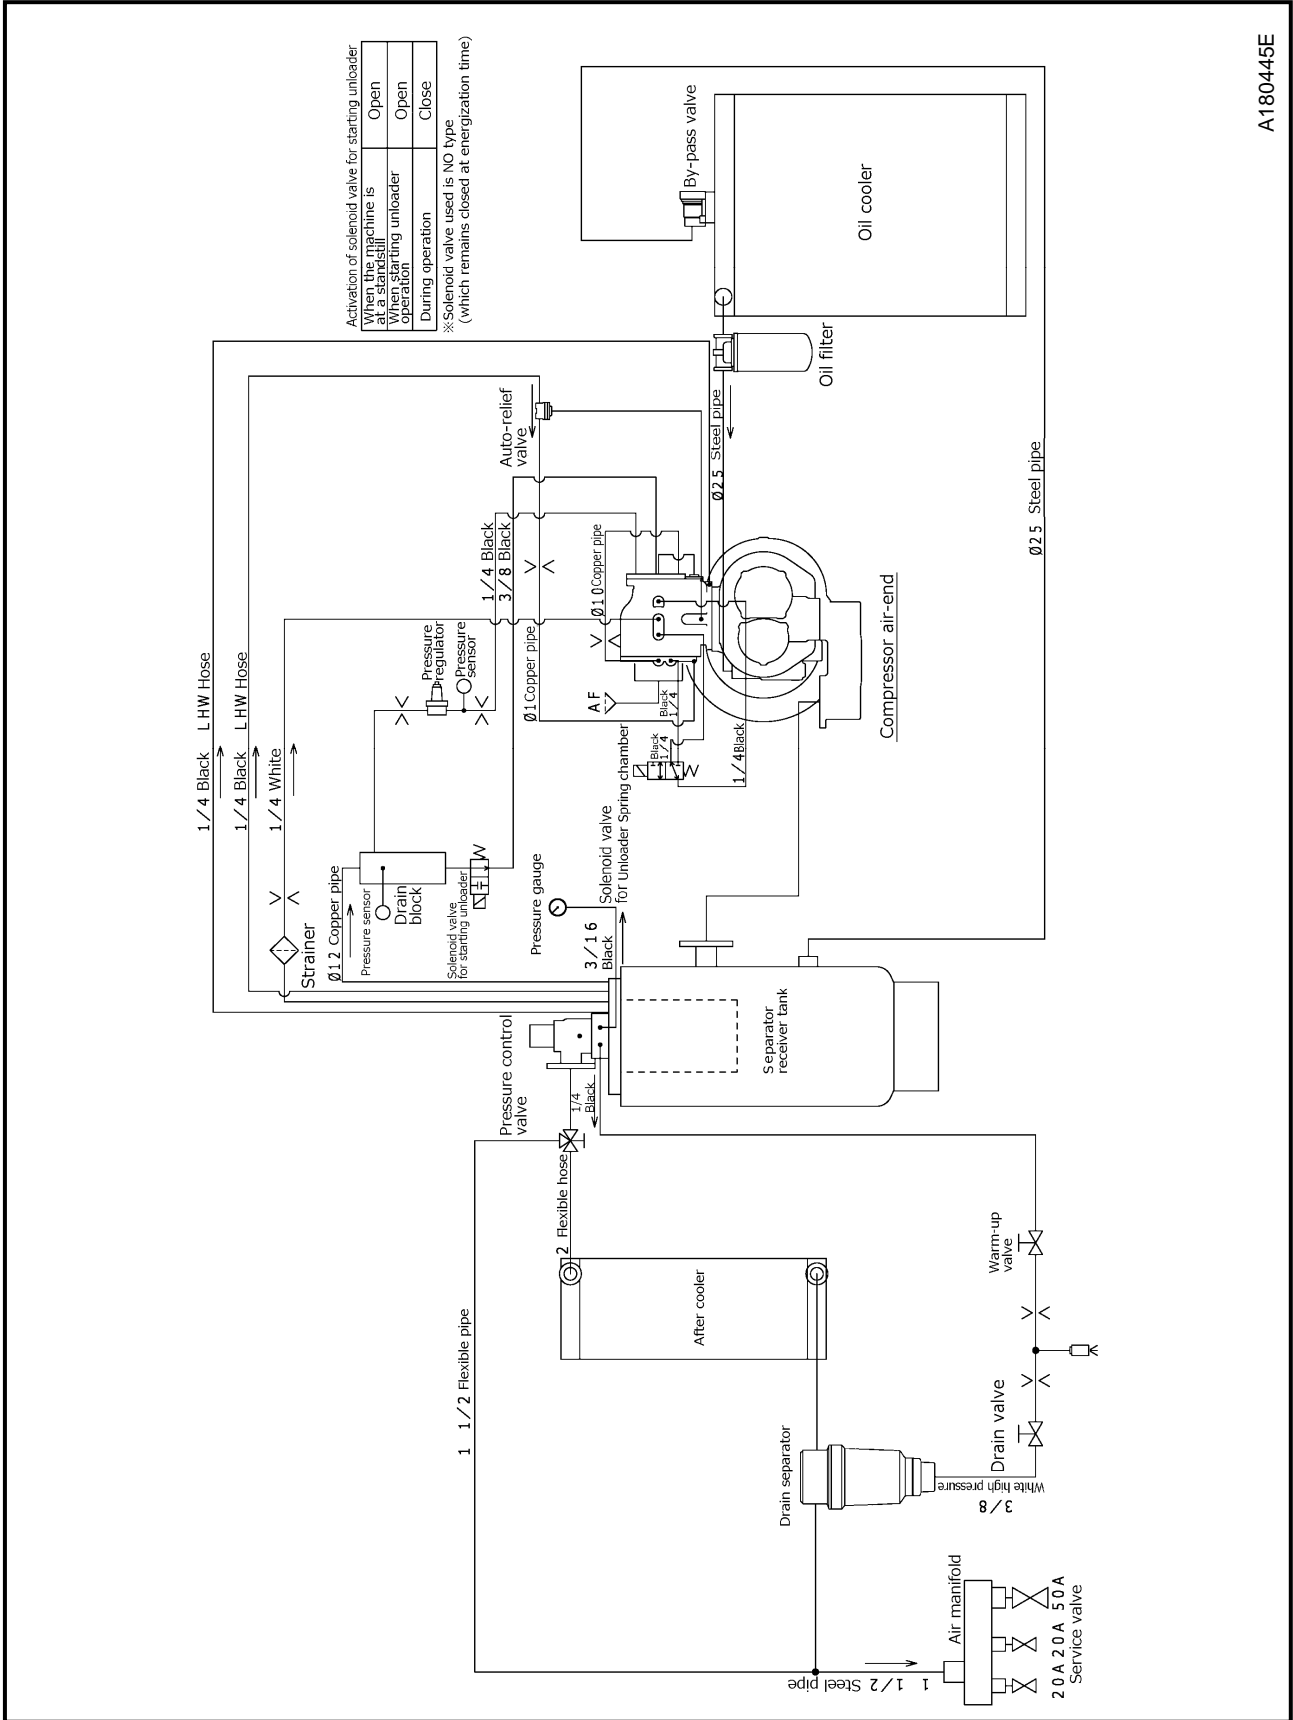 A180445E
Activation of solenoid valve for starting unloader
When the machine is
at a standstill
Open
When starting unloader
operation
Open
During operation
Close
※Solenoid valve used is NO type
(which remains closed at energization time)
By-pass valve
Oil cooler
Oil filter
Ø25 Steel pipe
Auto-relief
valve
1/4 Black
3/8 Black
Ø10Copper pipe
Ø25 Steel pipe
1/4 Black LHW Hose
1/4 Black LHW Hose
1/4 White
Pressure
regulator
Pressure
sensor
Ø1Copper pipe
AF
Black
1/4
Black
1/4
1/4Black
Compressor air-end
Solenoid valve
for Unloader Spring chamber
Strainer
Ø12 Copper pipe
Pressure sensor
Drain
block
Solenoid valve
for starting unloader
Pressure gauge
3/16
Black
Separator
receiver tank
Pressure control
valve
1/4
Black
2 Flexible hose
1 1/2 Flexible pipe
After cooler
Warm-up
valve
Drain valve
Drain separator
White high pressure
3/8
1 1/2 Steel pipe
Air manifold
20A 20A 50A
Service valve